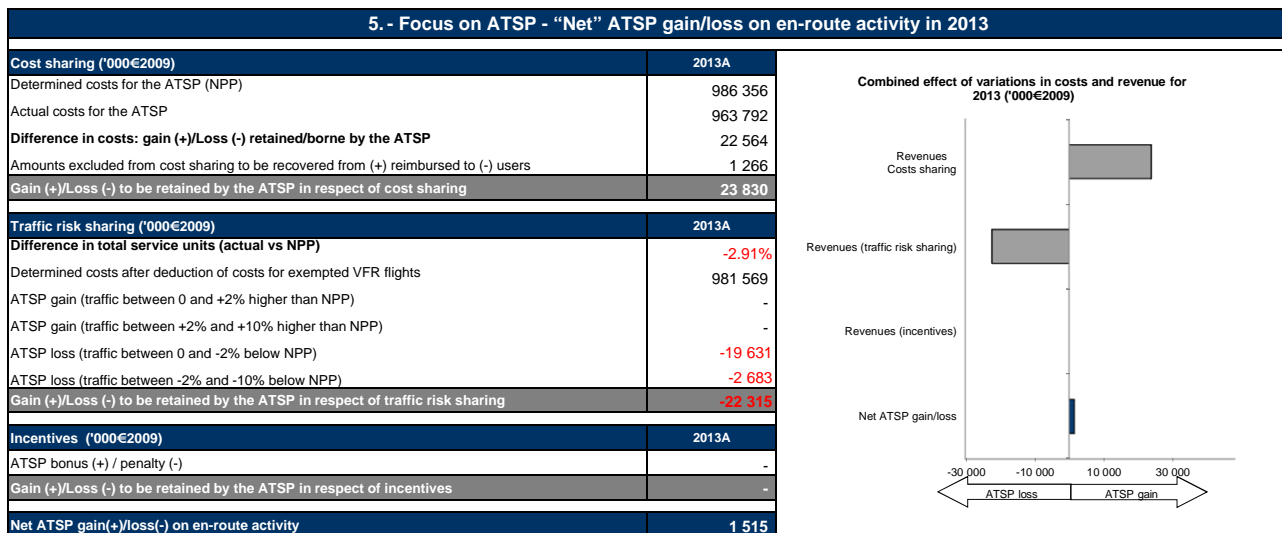 5. - Focus on ATSP - “Net” ATSP gain/loss on en-route activity in 2013
Cost sharing ('000€2009) 2013A
Determined costs for the ATSP (NPP) 986 356
Actual costs for the ATSP 963 792
Difference in costs: gain (+)/Loss (-) retained/borne by the ATSP 22 564
Amounts excluded from cost sharing to be recovered from (+) reimbursed to (-) users 1 266
Gain (+)/Loss (-) to be retained by the ATSP in respect of cost sharing 23 830
Traffic risk sharing ('000€2009) 2013A
Difference in total service units (actual vs NPP) -2.91%
Determined costs after deduction of costs for exempted VFR flights 981 569
ATSP gain (traffic between 0 and +2% higher than NPP) -
ATSP gain (traffic between +2% and +10% higher than NPP) -
ATSP loss (traffic between 0 and -2% below NPP) -19 631
ATSP loss (traffic between -2% and -10% below NPP) -2 683
Gain (+)/Loss (-) to be retained by the ATSP in respect of traffic risk sharing -22 315
Incentives ('000€2009) 2013A
ATSP bonus (+) / penalty (-) -
Gain (+)/Loss (-) to be retained by the ATSP in respect of incentives -
Net ATSP gain(+)/loss(-) on en-route activity 1 515
Combined effect of variations in costs and revenue for
2013 ('000€2009)
Revenues
Costs sharing
Revenues (traffic risk sharing)
Revenues (incentives)
Net ATSP gain/loss
-30 000 -10 000 10 000 30 000
ATSP loss ATSP gain